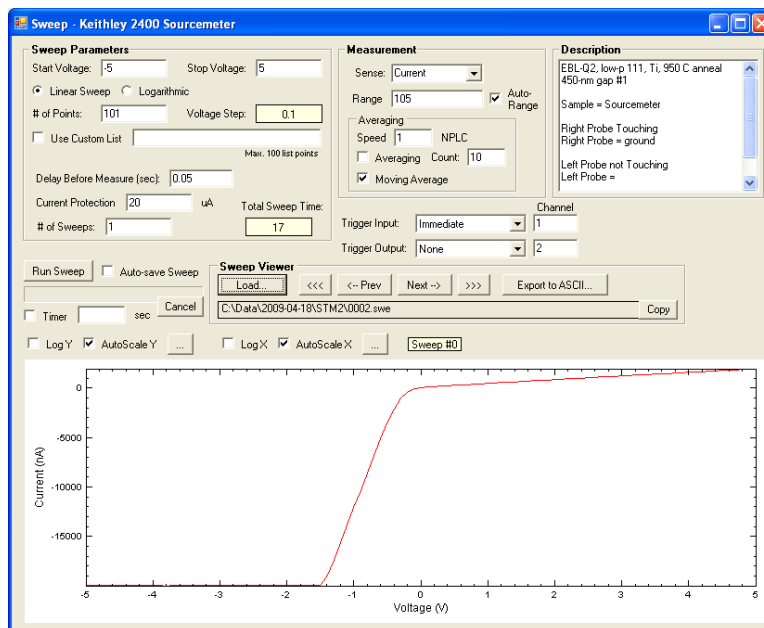 Sweep - Keithley 2400 Sourcemeter
Sweep Parameters
Start Voltage: -5 Stop Voltage: 5
Linear Sweep Logarithmic
# of Points: 101 Voltage Step: 0.1
Use Custom List
Max. 100 list points
Delay Before Measure (sec): 0.05
Current Protection 20 uA Total Sweep Time:
# of Sweeps: 1 17
Measurement
Sense: Current
Range 105 Auto-Range
Averaging
Speed 1 NPLC
Averaging Count: 10
Moving Average
Description
EBL-Q2, low-p 111, Ti, 950 C anneal
450-nm gap #1
Sample = Sourcemeter
Right Probe Touching
Right Probe = ground
Left Probe not Touching
Left Probe =
Channel
Trigger Input: Immediate 1
Trigger Output: None 2
Run Sweep Auto-save Sweep
Timer sec Cancel
Sweep Viewer
Load... <<< <-- Prev Next --> >>> Export to ASCII...
C:\Data\2009-04-18\STM2\0002.swe Copy
Log Y AutoScale Y ... Log X AutoScale X ... Sweep #0
Current (nA)
0
-5000
-10000
-15000
-5 -4 -3 -2 -1 0 1 2 3 4 5
Voltage (V)